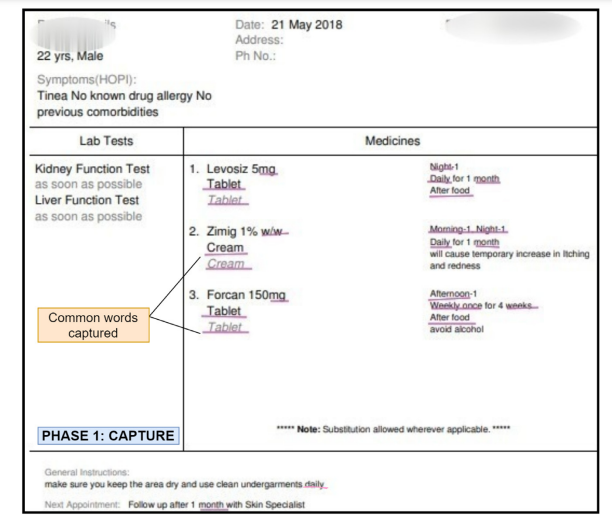 Date: 21 May 2018
Address:
22 yrs, Male
Ph No.:
Symptoms(HOPI):
Tinea No known drug allergy No
previous comorbidities
Lab Tests
Medicines
Kidney Function Test
as soon as possible
Liver Function Test
as soon as possible
1. Levosiz 5mg
Tablet
Tablet
Night-1
Daily for 1 month
After food
2. Zimig 1% w/w
Cream
Cream
Morning-1, Night-1
Daily for 1 month
will cause temporary increase in Itching
and redness
3. Forcan 150mg
Tablet
Tablet
Afternoon-1
Weekly once for 4 weeks
After food
avoid alcohol
Common words
captured
PHASE 1: CAPTURE
***** Note: Substitution allowed wherever applicable. *****
General Instructions:
make sure you keep the area dry and use clean undergarments daily
Next Appointment: Follow up after 1 month with Skin Specialist